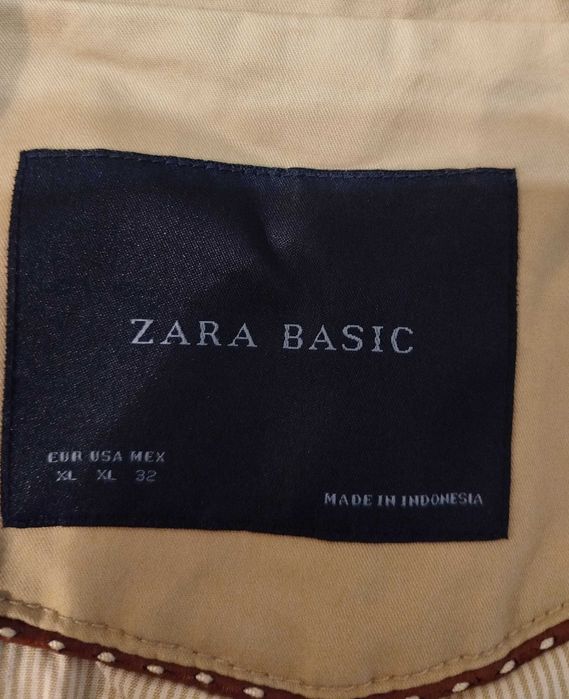 ZARA BASIC
EUR USA MEX
XL XL 32
MADE IN INDONESIA